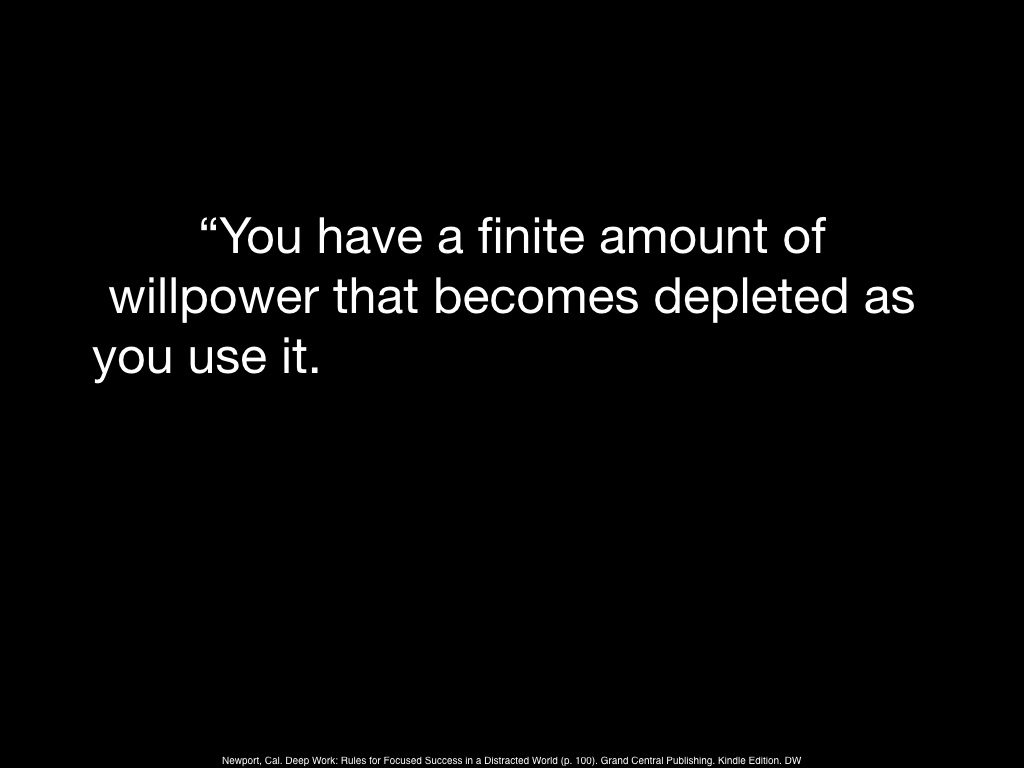 “You have a finite amount of
willpower that becomes depleted as
you use it.
Newport, Cal. Deep Work: Rules for Focused Success in a Distracted World (p. 100). Grand Central Publishing. Kindle Edition. DW